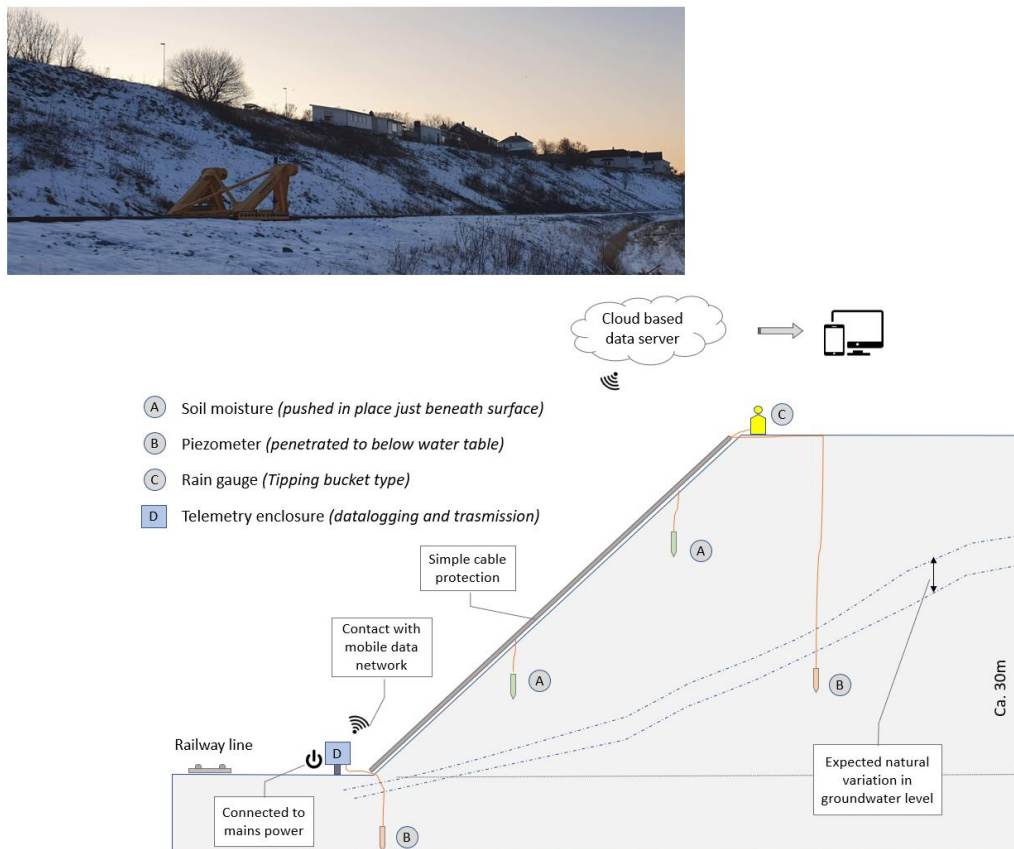 Cloud based
data server
A Soil moisture (pushed in place just beneath surface)
B Piezometer (penetrated to below water table)
C Rain gauge (Tipping bucket type)
D Telemetry enclosure (datalogging and trasmission)
C
A
Simple cable
protection
Contact with
mobile data
network
A
B
Ca. 30m
Railway line
D
Expected natural
variation in
groundwater level
Connected to
mains power
B